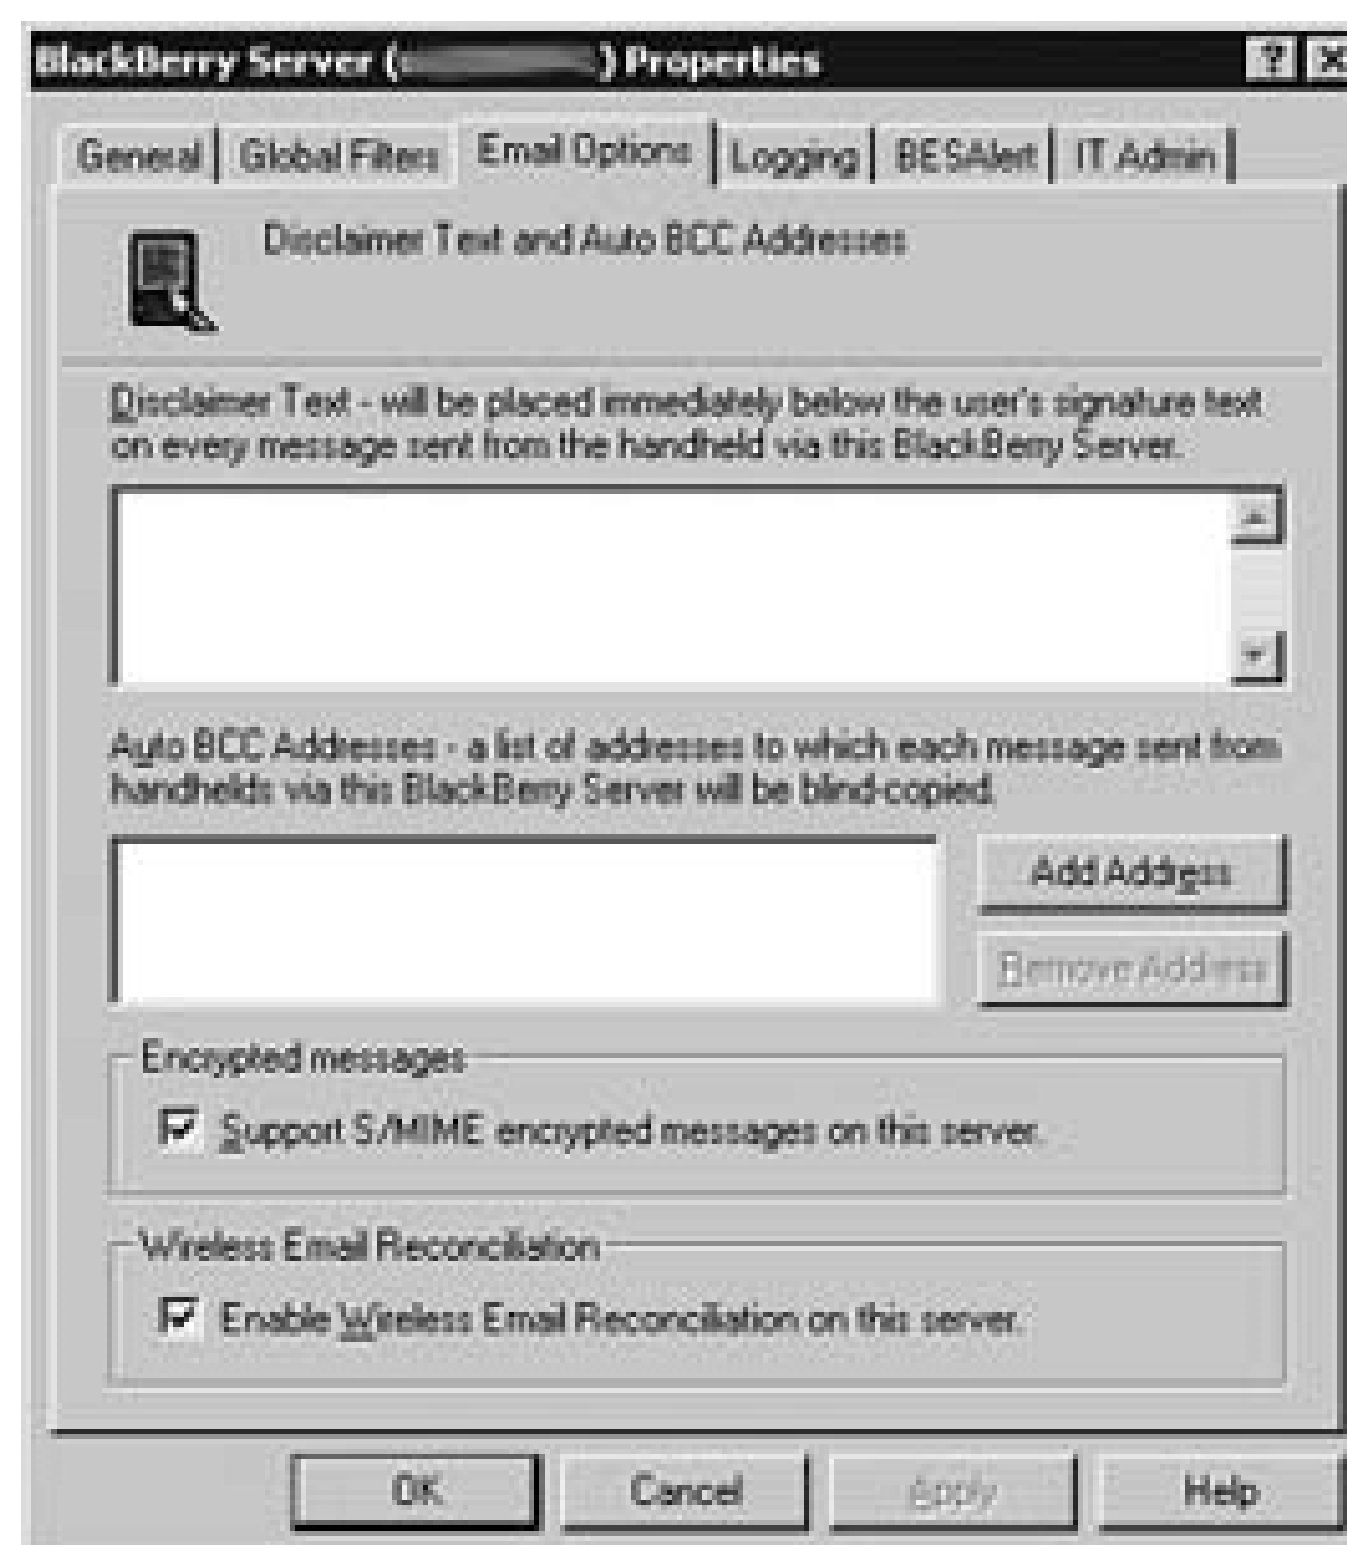 BlackBerry Server ( ) Properties
General Global Filters Email Options Logging BESAlert IT Admin
Disclaimer Text and Auto BCC Addresses
Disclaimer Text - will be placed immediately below the user's signature text
on every message sent from the handheld via this BlackBerry Server.
Auto BCC Addresses - a list of addresses to which each message sent from
handhelds via this BlackBerry Server will be blind-copied.
Add Address
Remove Address
Encrypted messages
Support S/MIME encrypted messages on this server.
Wireless Email Reconciliation
Enable Wireless Email Reconciliation on this server.
OK Cancel Apply Help